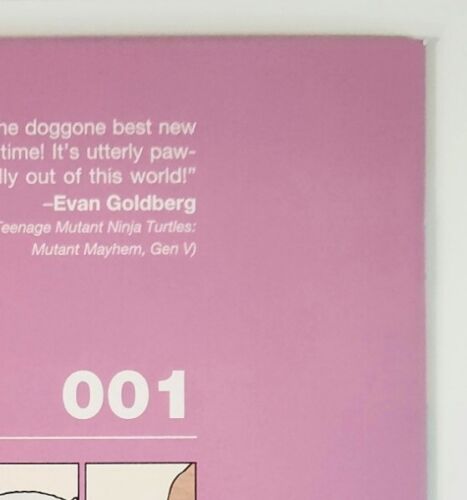 he doggone best new
time! It's utterly paw-
lly out of this world!"
–Evan Goldberg
Teenage Mutant Ninja Turtles:
Mutant Mayhem, Gen V)
001